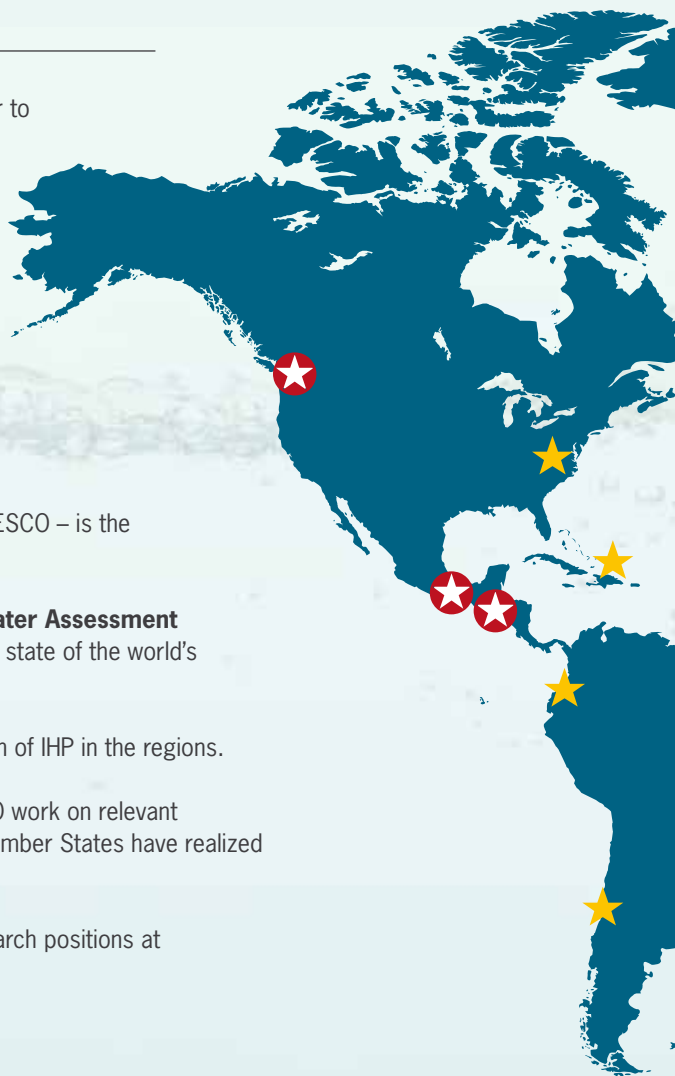 to
ESCO – is the
ater Assessment
state of the world's
of IHP in the regions.
work on relevant
mber States have realized
arch positions at